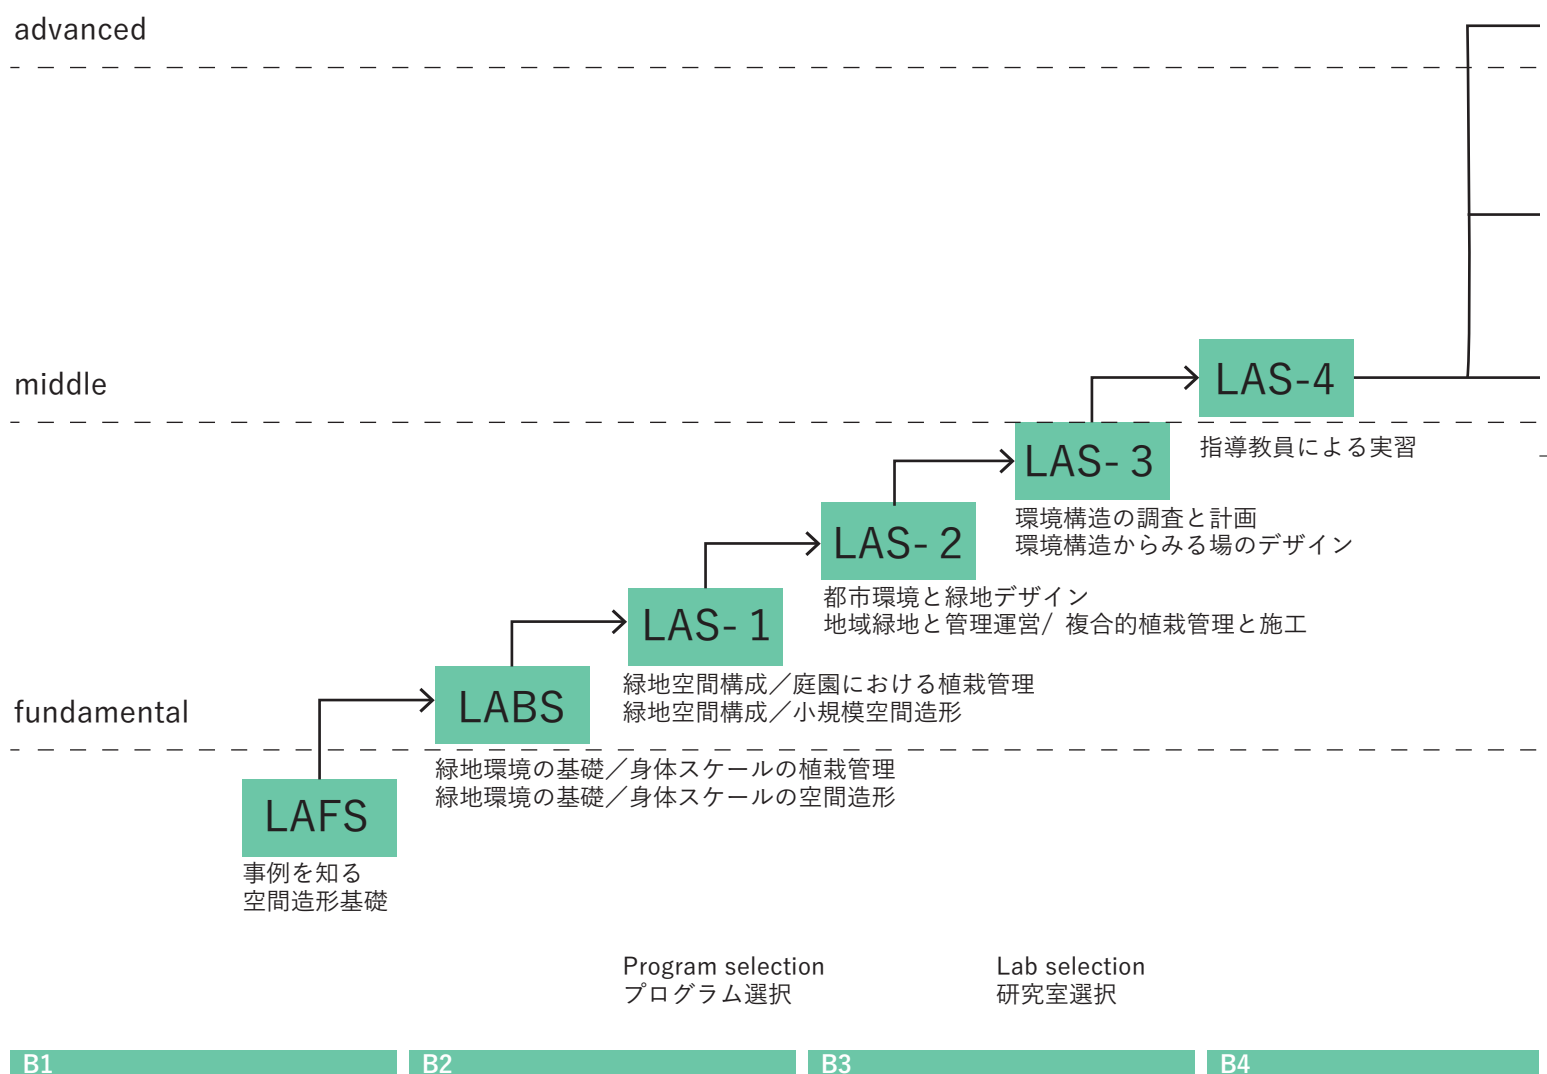 advanced
middle
LAS-4
指導教員による実習
LAS- 3
環境構造の調査と計画
環境構造からみる場のデザイン
LAS- 2
都市環境と緑地デザイン
地域緑地と管理運営/ 複合的植栽管理と施工
LAS- 1
緑地空間構成／庭園における植栽管理
緑地空間構成／小規模空間造形
fundamental
LABS
緑地環境の基礎／身体スケールの植栽管理
緑地環境の基礎／身体スケールの空間造形
LAFS
事例を知る
空間造形基礎
Program selection
プログラム選択
Lab selection
研究室選択
B1
B2
B3
B4